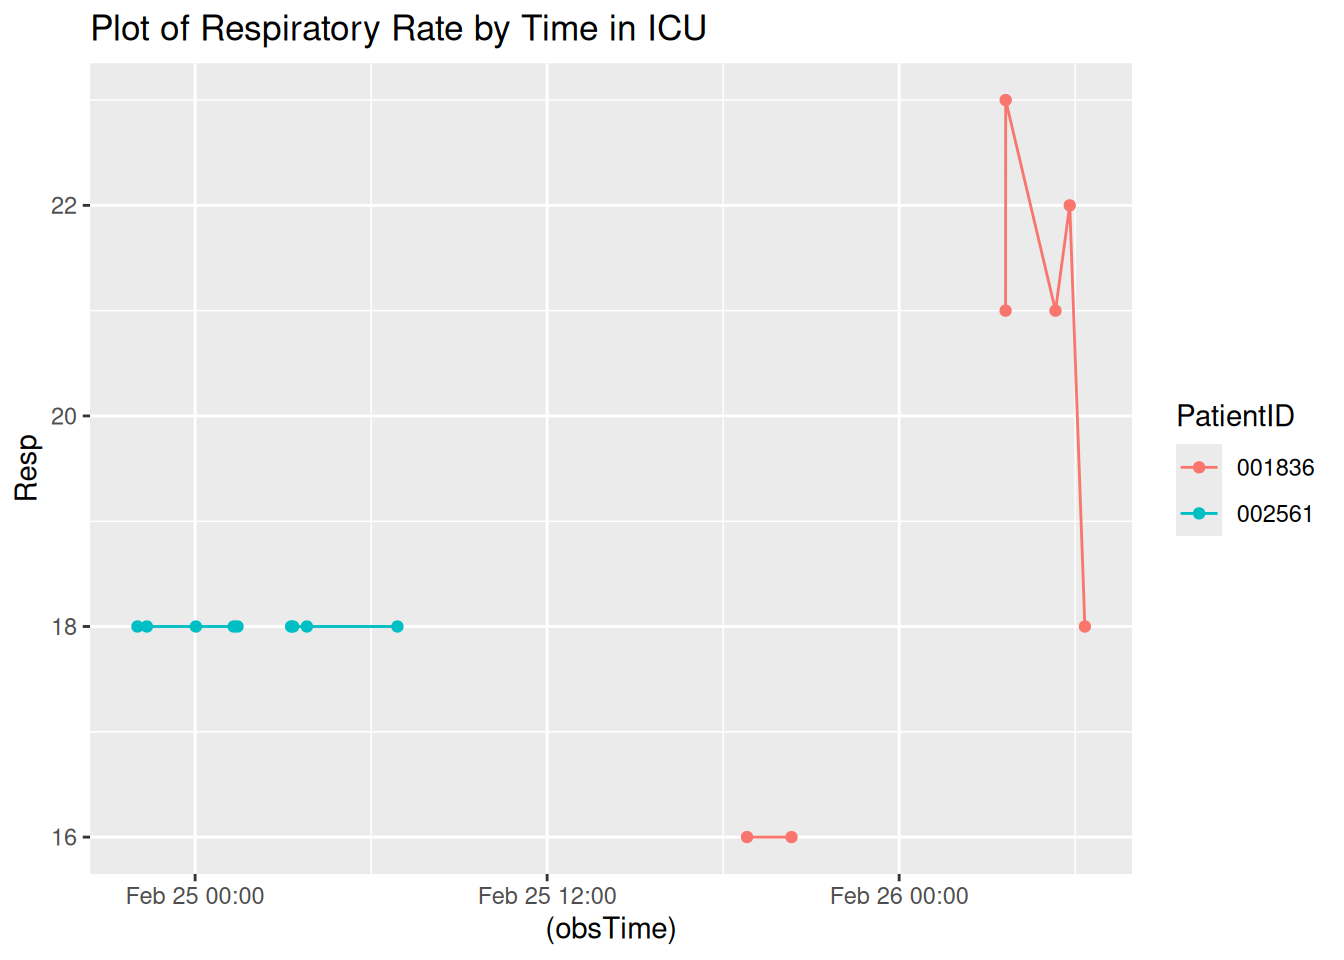 Plot of Respiratory Rate by Time in ICU
Resp
22
20
18
16
Feb 25 00:00
Feb 25 12:00
Feb 26 00:00
(obsTime)
PatientID
001836
002561